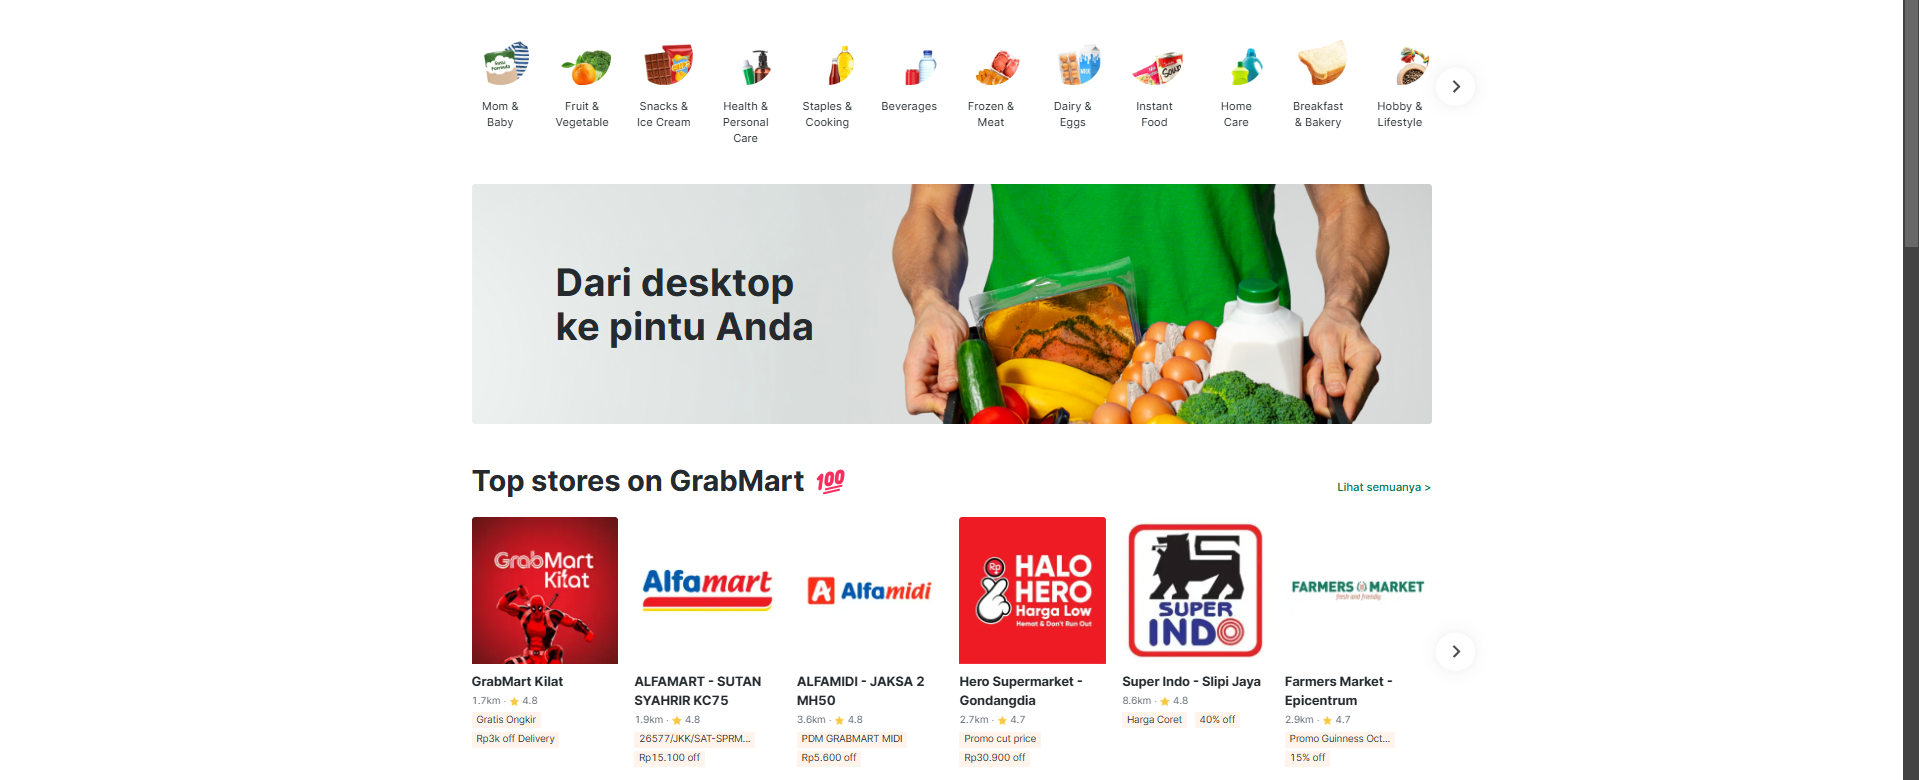 Mom &
Baby
Fruit &
Vegetable
Snacks &
Ice Cream
Health &
Personal
Care
Staples &
Cooking
Beverages
Frozen &
Meat
Dairy &
Eggs
Instant
Food
Home
Care
Breakfast
& Bakery
Hobby &
Lifestyle
Dari desktop
ke pintu Anda
Top stores on GrabMart 💯
Lihat semuanya >
GrabMart
Kilat
Alfamart
Alfamidi
Rp
HALO
HERO
Harga Low
Hemat & Don't Run Out
SUPER
INDO
FARMERS MARKET
fresh and friendly
GrabMart Kilat
1.7km · ★ 4.8
Gratis Ongkir
Rp3k off Delivery
ALFAMART - SUTAN
SYAHRIR KC75
1.9km · ★ 4.8
26577/JKK/SAT-SPRM...
Rp15.100 off
ALFAMIDI - JAKSA 2
MH50
3.6km · ★ 4.8
PDM GRABMART MIDI
Rp5.600 off
Hero Supermarket -
Gondangdia
2.7km · ★ 4.7
Promo cut price
Rp30.900 off
Super Indo - Slipi Jaya
8.6km · ★ 4.8
Harga Coret 40% off
Farmers Market -
Epicentrum
2.9km · ★ 4.7
Promo Guinness Oct...
15% off